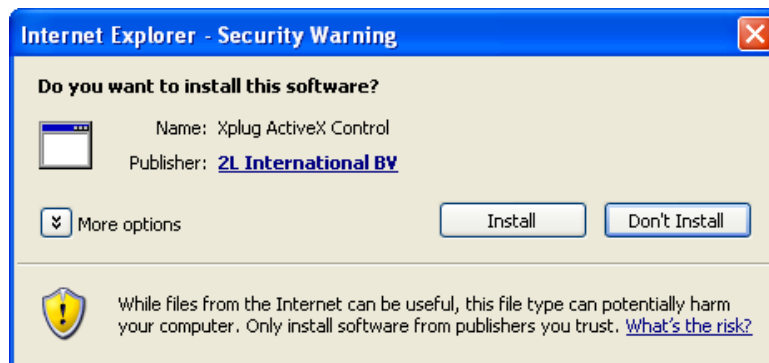 Internet Explorer - Security Warning
Do you want to install this software?
Name: Xplug ActiveX Control
Publisher: 2L International BV
More options
Install
Don't Install
While files from the Internet can be useful, this file type can potentially harm
your computer. Only install software from publishers you trust. What's the risk?